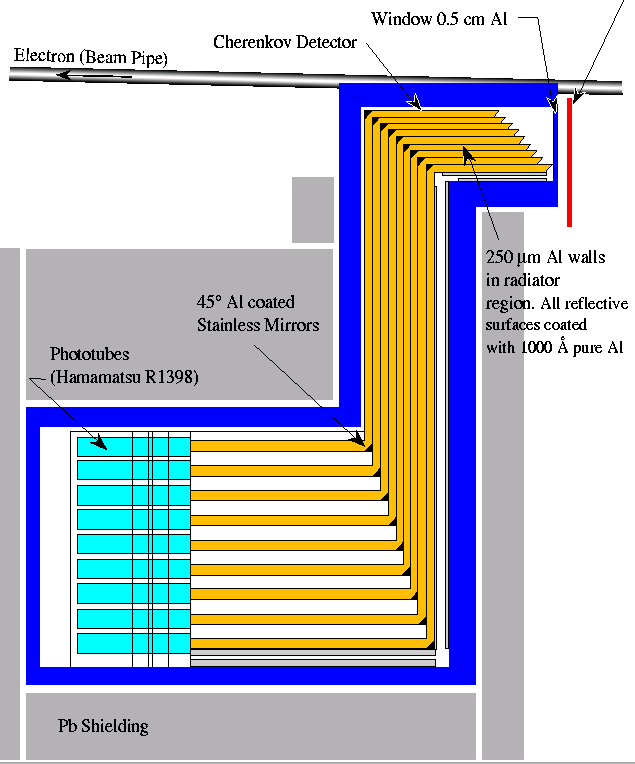 Window 0.5 cm Al
Cherenkov Detector
Electron (Beam Pipe)
250 µm Al walls
in radiator
region. All reflective
surfaces coated
with 1000 Å pure Al
45° Al coated
Stainless Mirrors
Phototubes
(Hamamatsu R1398)
Pb Shielding